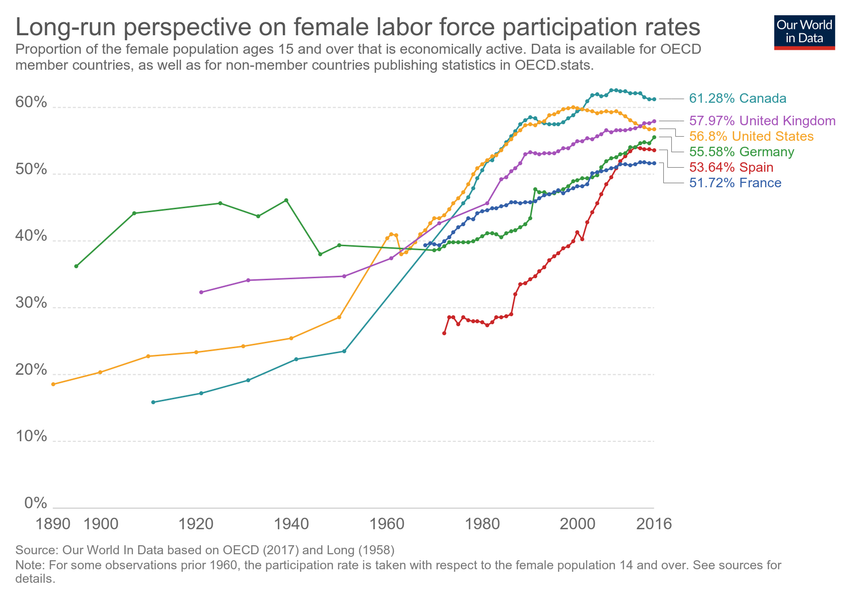 Long-run perspective on female labor force participation rates
Our World
in Data
Proportion of the female population ages 15 and over that is economically active. Data is available for OECD
member countries, as well as for non-member countries publishing statistics in OECD.stats.
60%
50%
40%
30%
20%
10%
0%
61.28% Canada
57.97% United Kingdom
56.8% United States
55.58% Germany
53.64% Spain
51.72% France
1890 1900 1920 1940 1960 1980 2000 2016
Source: Our World In Data based on OECD (2017) and Long (1958)
Note: For some observations prior 1960, the participation rate is taken with respect to the female population 14 and over. See sources for
details.